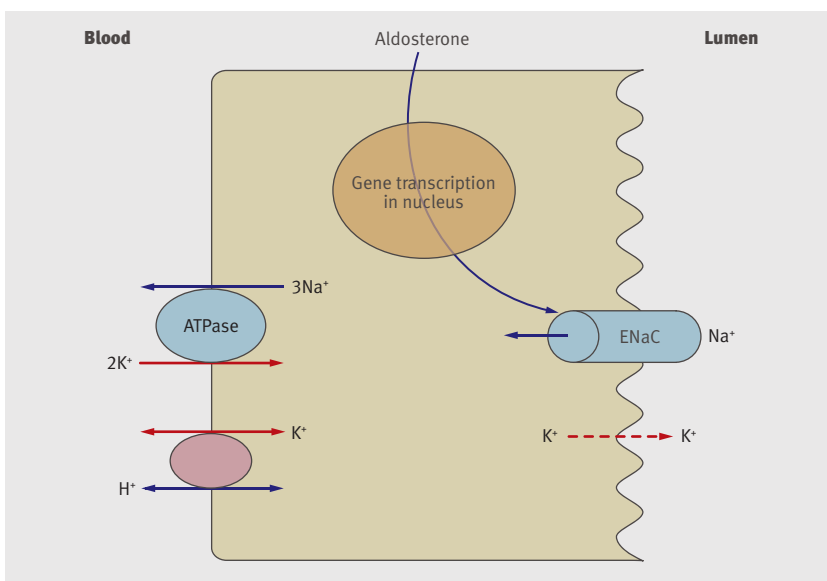 Blood
Aldosterone
Lumen
Gene transcription
in nucleus
3Na⁺
ATPase
2K⁺
ENaC
Na⁺
K⁺
K⁺
K⁺
H⁺